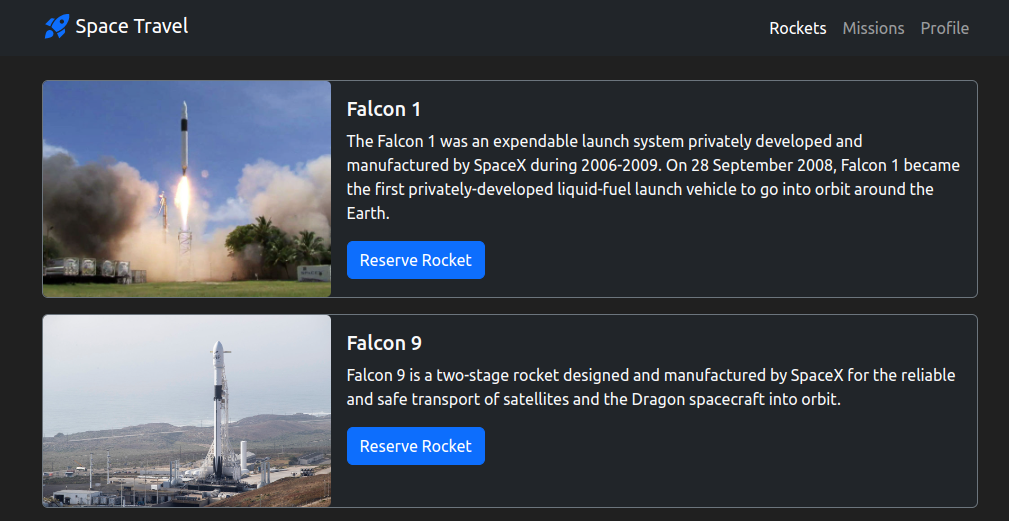 Space Travel
Rockets Missions Profile
Falcon 1
The Falcon 1 was an expendable launch system privately developed and
manufactured by SpaceX during 2006-2009. On 28 September 2008, Falcon 1 became
the first privately-developed liquid-fuel launch vehicle to go into orbit around the
Earth.
Reserve Rocket
Falcon 9
Falcon 9 is a two-stage rocket designed and manufactured by SpaceX for the reliable
and safe transport of satellites and the Dragon spacecraft into orbit.
Reserve Rocket